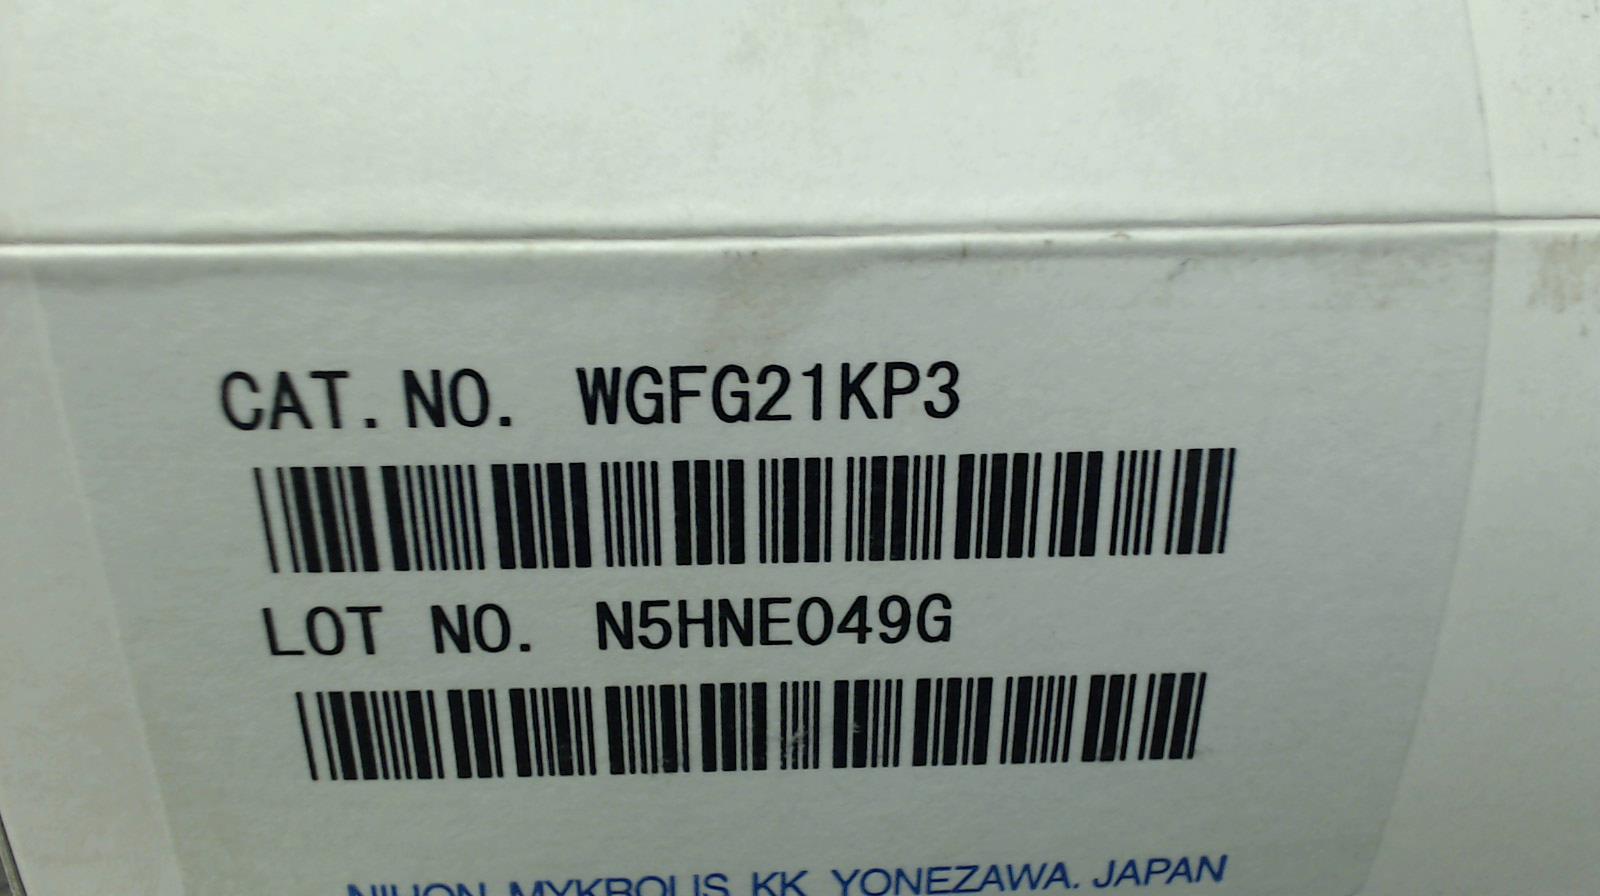 CAT.NO. WGFG21KP3
LOT NO. N5HNE049G
NIHON MYKROLIS KK YONEZAWA. JAPAN